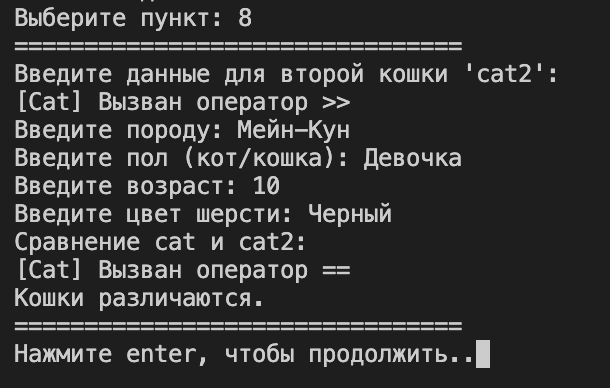 Выберите пункт: 8
=================================
Введите данные для второй кошки 'cat2':
[Cat] Вызван оператор >>
Введите породу: Мейн-Кун
Введите пол (кот/кошка): Девочка
Введите возраст: 10
Введите цвет шерсти: Черный
Сравнение cat и cat2:
[Cat] Вызван оператор ==
Кошки различаются.
=================================
Нажмите enter, чтобы продолжить..